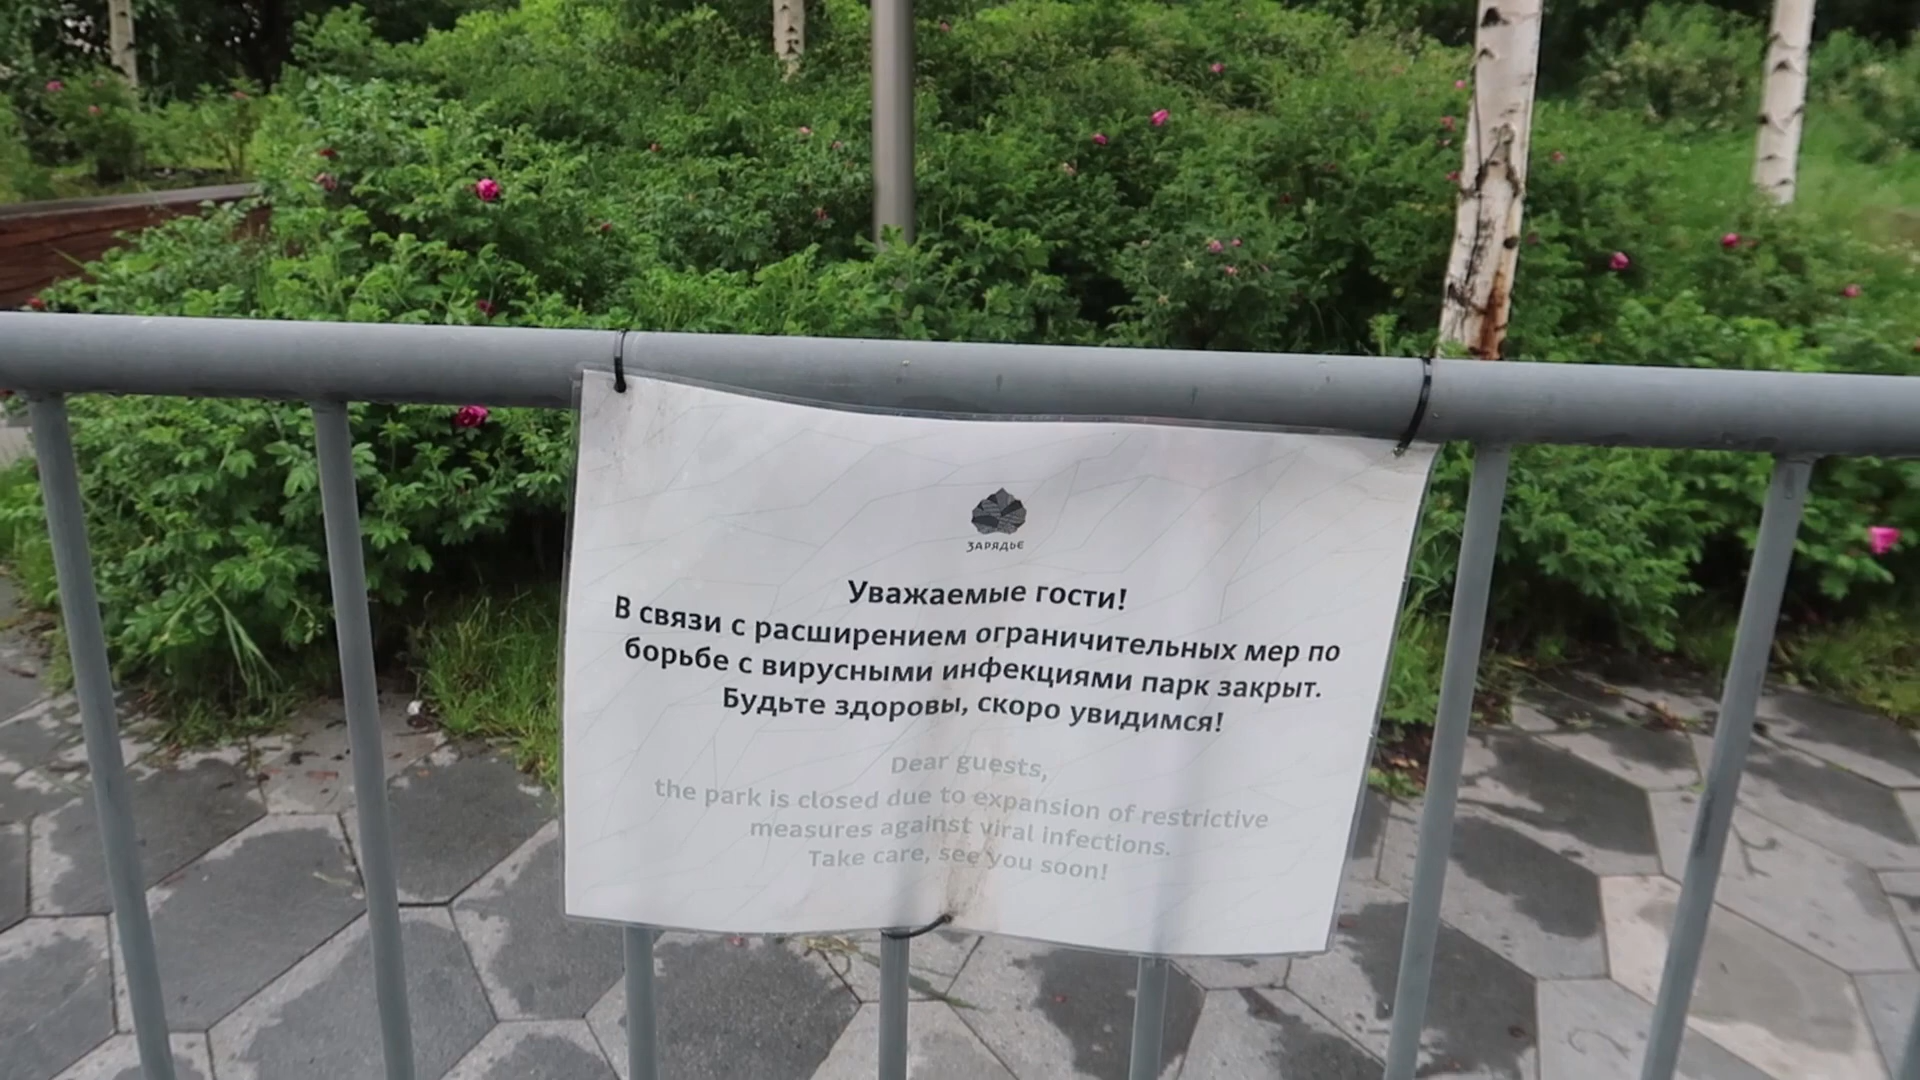 ЗАРЯДЬЕ
Уважаемые гости!
В связи с расширением ограничительных мер по
борьбе с вирусными инфекциями парк закрыт.
Будьте здоровы, скоро увидимся!
Dear guests,
the park is closed due to expansion of restrictive
measures against viral infections.
Take care, see you soon!